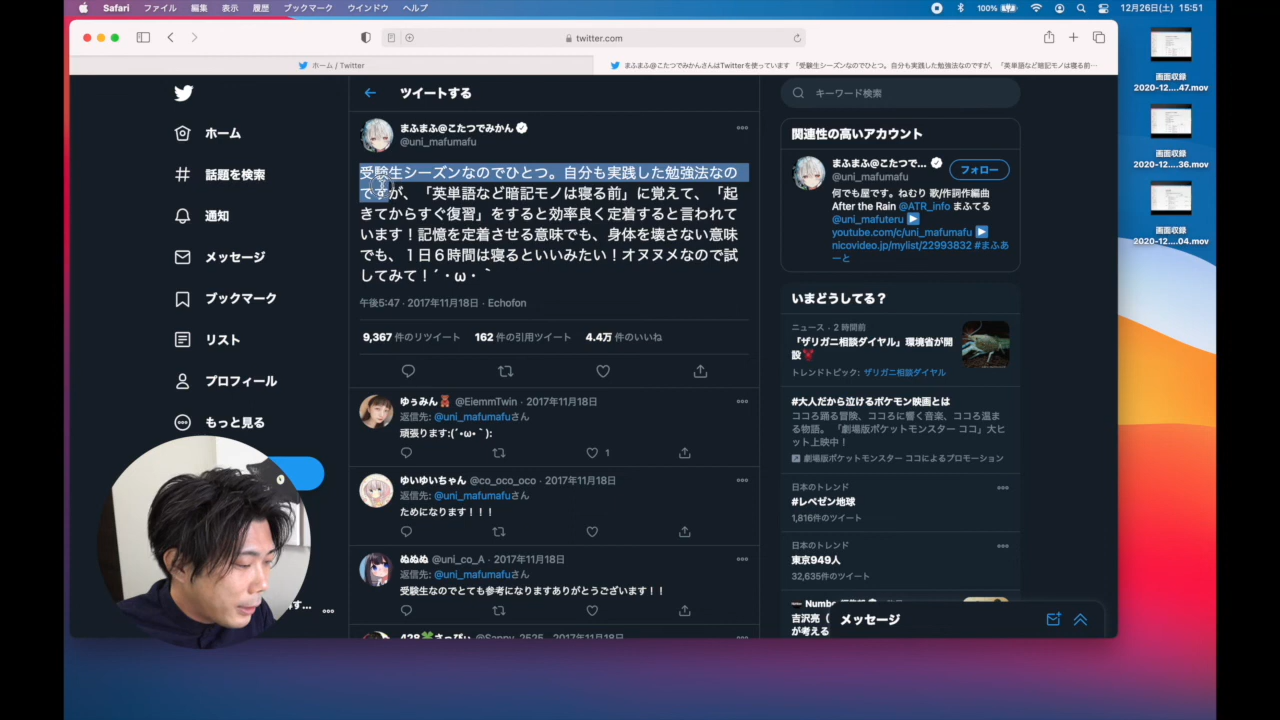 Safari ファイル 編集 表示 履歴 ブックマーク ウインドウ ヘルプ
100% 12月26日(土) 15:51
twitter.com
ホーム / Twitter
まふまふ@こたつでみかんさんはTwitterを使っています 「受験生シーズンなのでひとつ。自分も実践した勉強法なのですが、「英単語など暗記モノは寝る前…
画面収録
2020-12....47.mov
画面収録
2020-12....36.mov
画面収録
2020-12....04.mov
ホーム
話題を検索
通知
メッセージ
ブックマーク
リスト
プロフィール
もっと見る
ツイートする
まふまふ@こたつでみかん
@uni_mafumafu
受験生シーズンなのでひとつ。自分も実践した勉強法なの
ですが、「英単語など暗記モノは寝る前」に覚えて、「起
きてからすぐ復習」をすると効率良く定着すると言われて
います！記憶を定着させる意味でも、身体を壊さない意味
でも、１日６時間は寝るといいみたい！オヌヌメなので試
してみて！´・ω・｀
午後5:47 · 2017年11月18日 · Echofon
9,367 件のリツイート 162 件の引用ツイート 4.4万 件のいいね
ゆぅみん @EiemmTwin · 2017年11月18日
返信先: @uni_mafumafuさん
頑張ります:(´•ω•｀):
1
ゆいゆいちゃん @co_oco_oco · 2017年11月18日
返信先: @uni_mafumafuさん
ためになります！！！
ぬぬぬ @uni_co_A · 2017年11月18日
返信先: @uni_mafumafuさん
受験生なのでとても参考になりますありがとうございます！！
428 さっぴぃ @Sappy_2525 · 2017年11月18日
キーワード検索
関連性の高いアカウント
まふまふ@こたつで...
@uni_mafumafu
フォロー
何でも屋です。ねむり 歌/作詞作編曲
After the Rain @ATR_info まふてる
@uni_mafuteru
youtube.com/c/uni_mafumafu
nicovideo.jp/mylist/22993832 #まふあ
ーと
いまどうしてる？
ニュース · 2 時間前
「ザリガニ相談ダイヤル」環境省が開
設
トレンドトピック: ザリガニ相談ダイヤル
#大人だから泣けるポケモン映画とは
ココロ踊る冒険、ココロに響く音楽、ココロ温ま
る物語。「劇場版ポケットモンスター ココ」大ヒ
ット上映中！
劇場版ポケットモンスター ココによるプロモーション
日本のトレンド
#レペゼン地球
1,816件のツイート
日本のトレンド
東京949人
32,635件のツイート
吉沢亮（
が考える
メッセージ